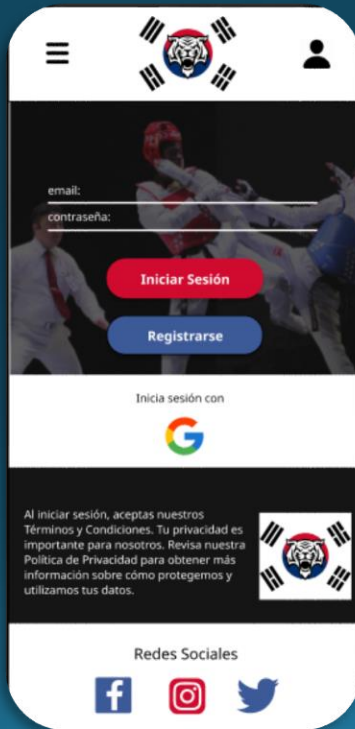 email:
contraseña:
Iniciar Sesión
Registrarse
Inicia sesión con
Al iniciar sesión, aceptas nuestros
Términos y Condiciones. Tu privacidad es
importante para nosotros. Revisa nuestra
Política de Privacidad para obtener más
información sobre cómo protegemos y
utilizamos tus datos.
Redes Sociales